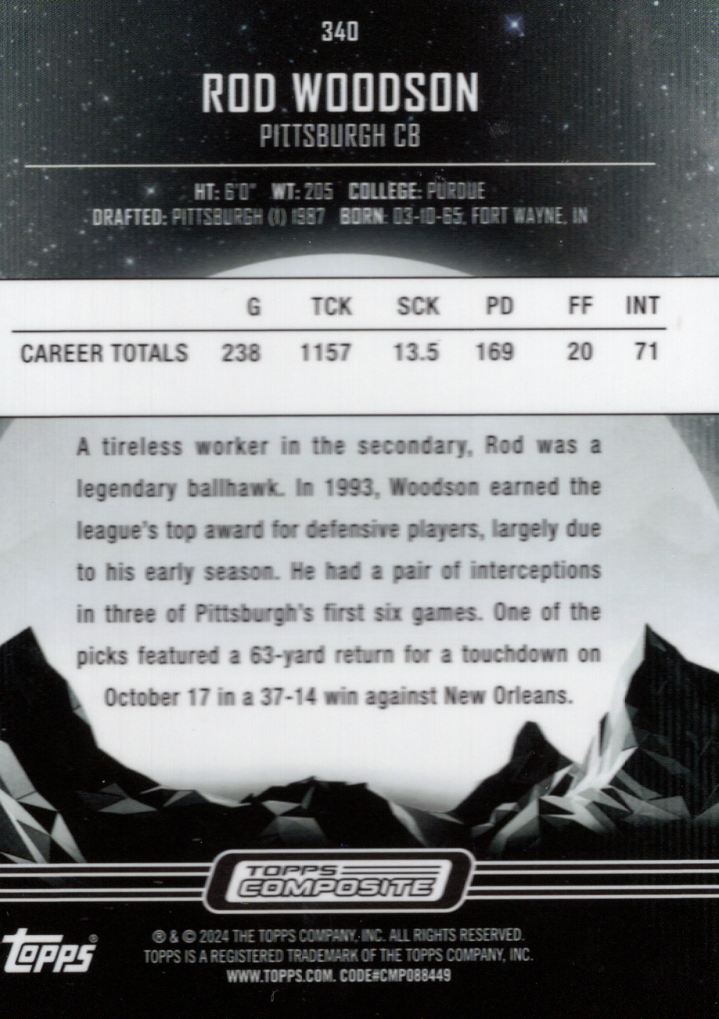 340
ROD WOODSON
PITTSBURGH CB
HT: 6'0" WT: 205 COLLEGE: PURDUE
DRAFTED: PITTSBURGH (1) 1987 BORN: 03-10-65, FORT WAYNE, IN
G TCK SCK PD FF INT
CAREER TOTALS 238 1157 13.5 169 20 71
A tireless worker in the secondary, Rod was a
legendary ballhawk. In 1993, Woodson earned the
league's top award for defensive players, largely due
to his early season. He had a pair of interceptions
in three of Pittsburgh's first six games. One of the
picks featured a 63-yard return for a touchdown on
October 17 in a 37-14 win against New Orleans.
TOPPS
COMPOSITE
topps®
® & © 2024 THE TOPPS COMPANY, INC. ALL RIGHTS RESERVED.
TOPPS IS A REGISTERED TRADEMARK OF THE TOPPS COMPANY, INC.
WWW.TOPPS.COM. CODE#CMP088449